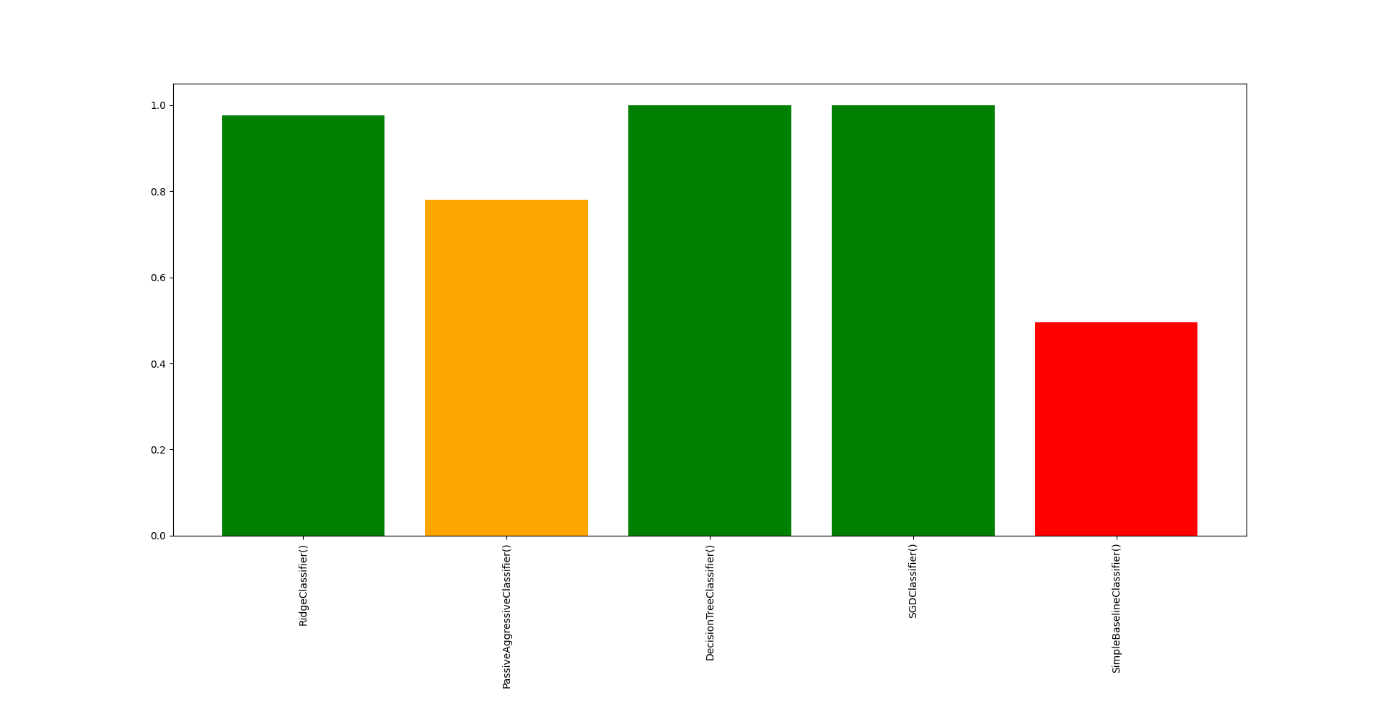 1.0
0.8
0.6
0.4
0.2
0.0
RidgeClassifier()
PassiveAggressiveClassifier()
DecisionTreeClassifier()
SGDClassifier()
SimpleBaselineClassifier()